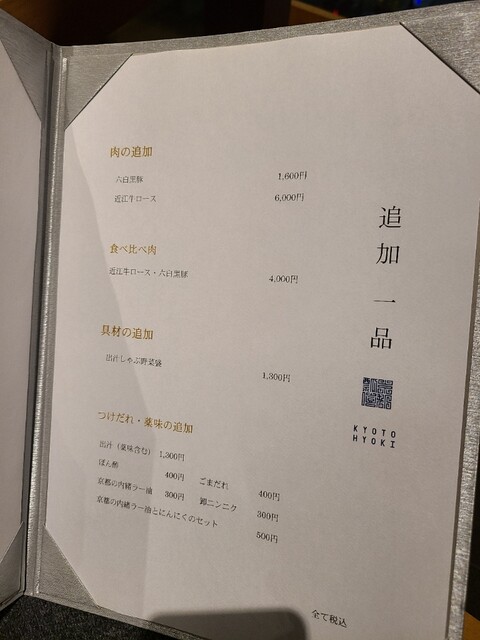 追加一品
KYOTO
HYOKI
肉の追加
六白黒豚 1,600円
近江牛ロース 6,000円
食べ比べ肉
近江牛ロース・六白黒豚 4,000円
具材の追加
出汁しゃぶ野菜盛 1,300円
つけだれ・薬味の追加
出汁（薬味含む） 1,300円
ぽん酢 400円 ごまだれ 400円
京都の内緒ラー油 300円 卸ニンニク 300円
京都の内緒ラー油とにんにくのセット 500円
全て税込